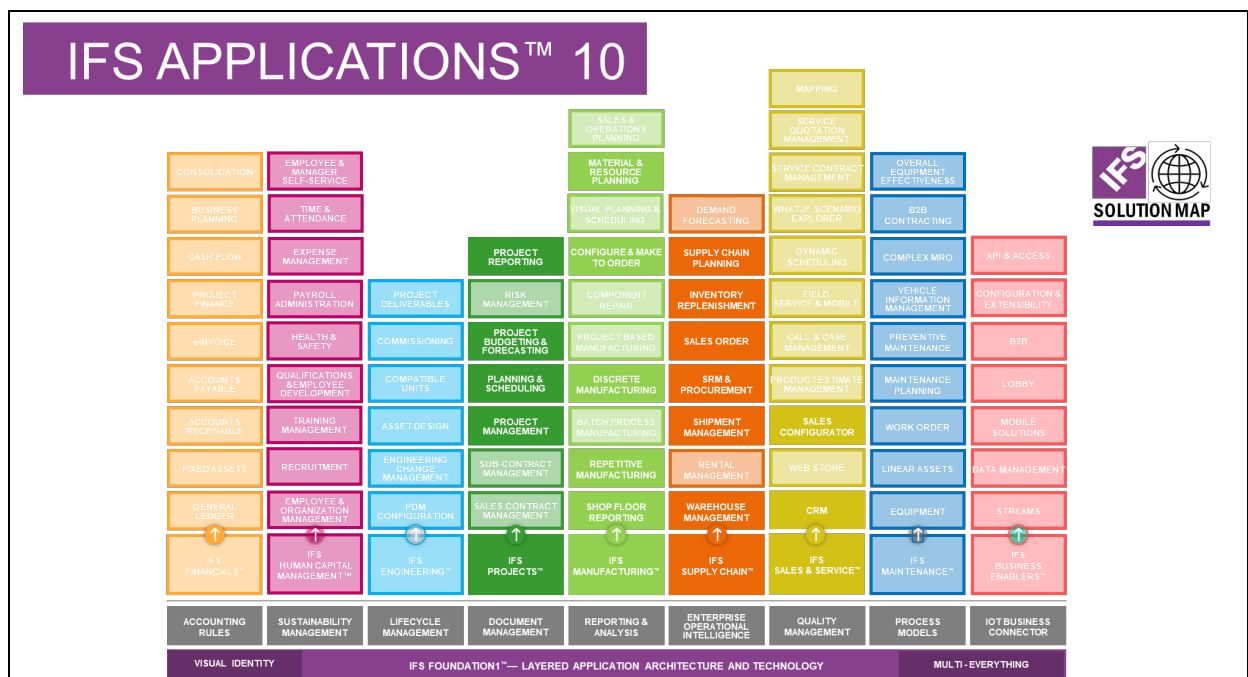 IFS APPLICATIONS™ 10
IFS
SOLUTION MAP
CONSOLIDATION
BUSINESS
PLANNING
CASH FLOW
PROJECT
FINANCE
eINVOICE
ACCOUNTS
PAYABLE
ACCOUNTS
RECEIVABLE
FIXED ASSETS
GENERAL
LEDGER
IFS
FINANCIALS™
EMPLOYEE &
MANAGER
SELF-SERVICE
TIME &
ATTENDANCE
EXPENSE
MANAGEMENT
PAYROLL
ADMINISTRATION
HEALTH &
SAFETY
QUALIFICATIONS
&EMPLOYEE
DEVELOPMENT
TRAINING
MANAGEMENT
RECRUITMENT
EMPLOYEE &
ORGANIZATION
MANAGEMENT
IFS
HUMAN CAPITAL
MANAGEMENT™
PROJECT
DELIVERABLES
COMMISSIONING
COMPATIBLE
UNITS
ASSET DESIGN
ENGINEERING
CHANGE
MANAGEMENT
PDM
CONFIGURATION
IFS
ENGINEERING™
PROJECT
REPORTING
RISK
MANAGEMENT
PROJECT
BUDGETING &
FORECASTING
PLANNING &
SCHEDULING
PROJECT
MANAGEMENT
SUB-CONTRACT
MANAGEMENT
SALES CONTRACT
MANAGEMENT
IFS
PROJECTS™
SALES &
OPERATIONS
PLANNING
MATERIAL &
RESOURCE
PLANNING
VISUAL PLANNING &
SCHEDULING
CONFIGURE & MAKE
TO ORDER
COMPONENT
REPAIR
PROJECT BASED
MANUFACTURING
DISCRETE
MANUFACTURING
BATCH PROCESS
MANUFACTURING
REPETITIVE
MANUFACTURING
SHOP FLOOR
REPORTING
IFS
MANUFACTURING™
DEMAND
FORECASTING
SUPPLY CHAIN
PLANNING
INVENTORY
REPLENISHMENT
SALES ORDER
SRM &
PROCUREMENT
SHIPMENT
MANAGEMENT
RENTAL
MANAGEMENT
WAREHOUSE
MANAGEMENT
IFS
SUPPLY CHAIN™
MAPPING
SERVICE
QUOTATION
MANAGEMENT
SERVICE CONTRACT
MANAGEMENT
WHAT IF SCENARIO
EXPLORER
DYNAMIC
SCHEDULING
FIELD
SERVICE & MOBILE
CALL & CASE
MANAGEMENT
PRODUCT ESTIMATE
MANAGEMENT
SALES
CONFIGURATOR
WEB STORE
CRM
IFS
SALES & SERVICE™
OVERALL
EQUIPMENT
EFFECTIVENESS
B2B
CONTRACTING
COMPLEX MRO
VEHICLE
INFORMATION
MANAGEMENT
PREVENTIVE
MAINTENANCE
MAINTENANCE
PLANNING
WORK ORDER
LINEAR ASSETS
EQUIPMENT
IFS
MAINTENANCE™
API & ACCESS
CONFIGURATION &
EXTENSIBILITY
B2B
LOBBY
MOBILE
SOLUTIONS
DATA MANAGEMENT
STREAMS
IFS
BUSINESS
ENABLERS™
ACCOUNTING
RULES
SUSTAINABILITY
MANAGEMENT
LIFECYCLE
MANAGEMENT
DOCUMENT
MANAGEMENT
REPORTING &
ANALYSIS
ENTERPRISE
OPERATIONAL
INTELLIGENCE
QUALITY
MANAGEMENT
PROCESS
MODELS
IOT BUSINESS
CONNECTOR
VISUAL IDENTITY
IFS FOUNDATION1™— LAYERED APPLICATION ARCHITECTURE AND TECHNOLOGY
MULTI-EVERYTHING